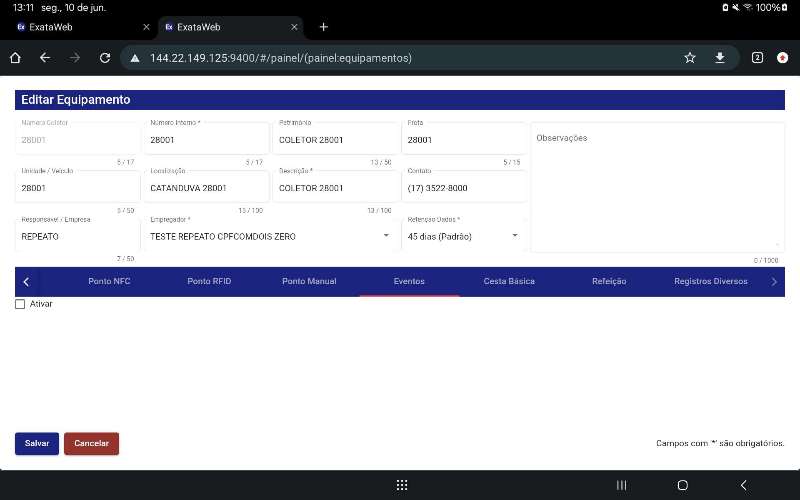 13:11 seg., 10 de jun. 100%
Ex ExataWeb Ex ExataWeb
144.22.149.125:9400/#/painel/(painel:equipamentos) 2
Editar Equipamento
Número Coletor Número Interno * Patrimônio Frota
28001 28001 COLETOR 28001 28001 Observações
5 / 17 5 / 17 13 / 50 5 / 15
Unidade / Veículo Localização Descrição * Contato
28001 CATANDUVA 28001 COLETOR 28001 (17) 3522-8000
5 / 50 15 / 100 13 / 100
Responsável / Empresa Empregador * Retenção Dados *
REPEATO TESTE REPEATO CPFCOMDOIS ZERO 45 dias (Padrão)
7 / 50 0 / 1000
Ponto NFC Ponto RFID Ponto Manual Eventos Cesta Básica Refeição Registros Diversos
Ativar
Salvar Cancelar Campos com '*' são obrigatórios.